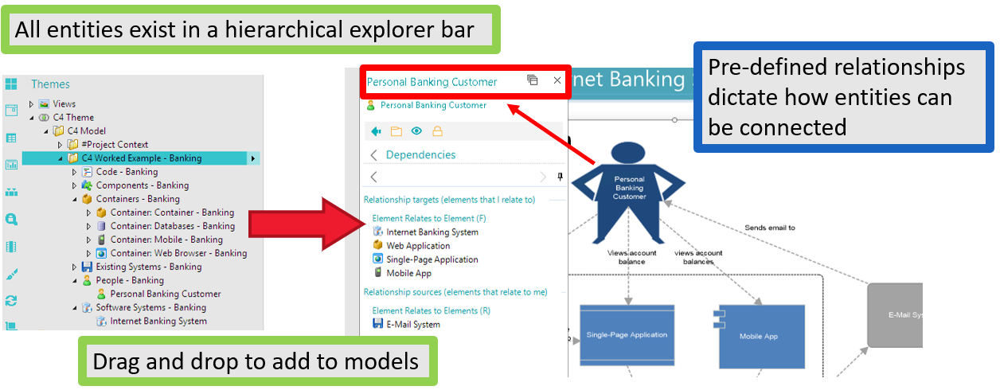 All entities exist in a hierarchical explorer bar
Themes
Views
C4 Theme
C4 Model
#Project Context
C4 Worked Example - Banking
Code - Banking
Components - Banking
Containers - Banking
Container: Container - Banking
Container: Databases - Banking
Container: Mobile - Banking
Container: Web Browser - Banking
Existing Systems - Banking
People - Banking
Personal Banking Customer
Software Systems - Banking
Internet Banking System
Drag and drop to add to models
Personal Banking Customer
Personal Banking Customer
Dependencies
Relationship targets (elements that I relate to)
Element Relates to Element (F)
Internet Banking System
Web Application
Single-Page Application
Mobile App
Relationship sources (elements that relate to me)
Element Relates to Elements (R)
E-Mail System
Pre-defined relationships
dictate how entities can
be connected
rnet Banking
Personal
Banking
Customer
Sends email to
Views account
balance
views account
balances
Single-Page Application
Mobile App
E-Mail Sys